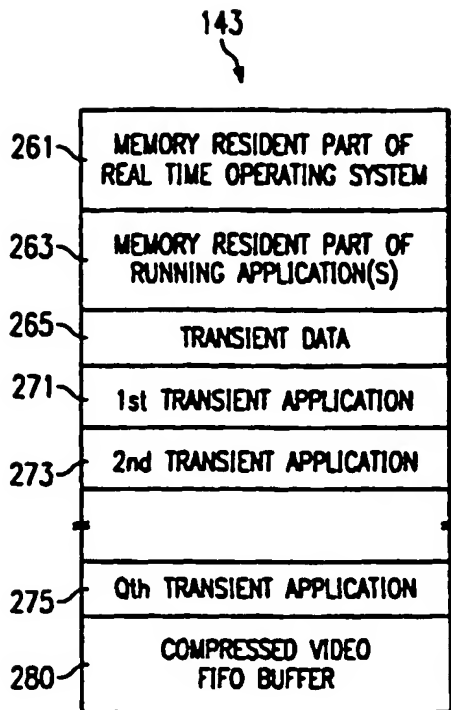 143
261
MEMORY RESIDENT PART OF
REAL TIME OPERATING SYSTEM
263
MEMORY RESIDENT PART OF
RUNNING APPLICATION(S)
265
TRANSIENT DATA
271
1st TRANSIENT APPLICATION
273
2nd TRANSIENT APPLICATION
275
Qth TRANSIENT APPLICATION
280
COMPRESSED VIDEO
FIFO BUFFER